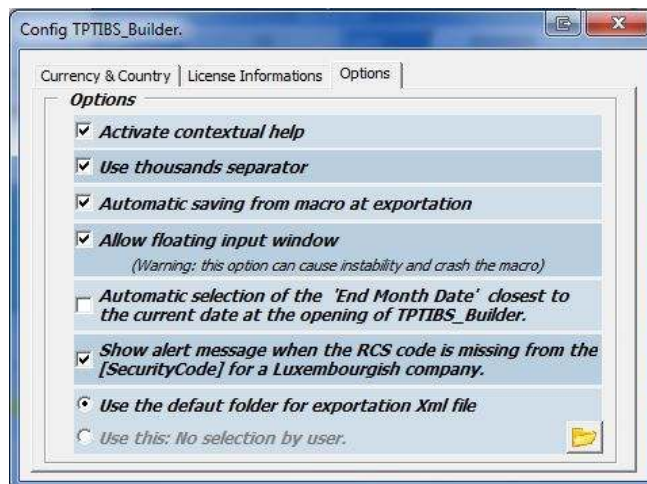 Config TPTIBS_Builder.
Currency & Country | License Informations | Options
Options
Activate contextual help
Use thousands separator
Automatic saving from macro at exportation
Allow floating input window
(Warning: this option can cause instability and crash the macro)
Automatic selection of the 'End Month Date' closest to
the current date at the opening of TPTIBS_Builder.
Show alert message when the RCS code is missing from the
[SecurityCode] for a Luxembourgish company.
Use the defaut folder for exportation Xml file
Use this: No selection by user.